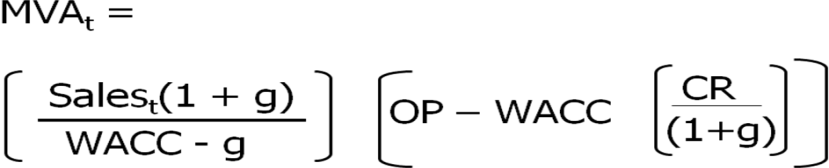 MVAt =
[ Salest(1 + g) / WACC - g ] [ OP – WACC [ CR / (1+g) ] ]